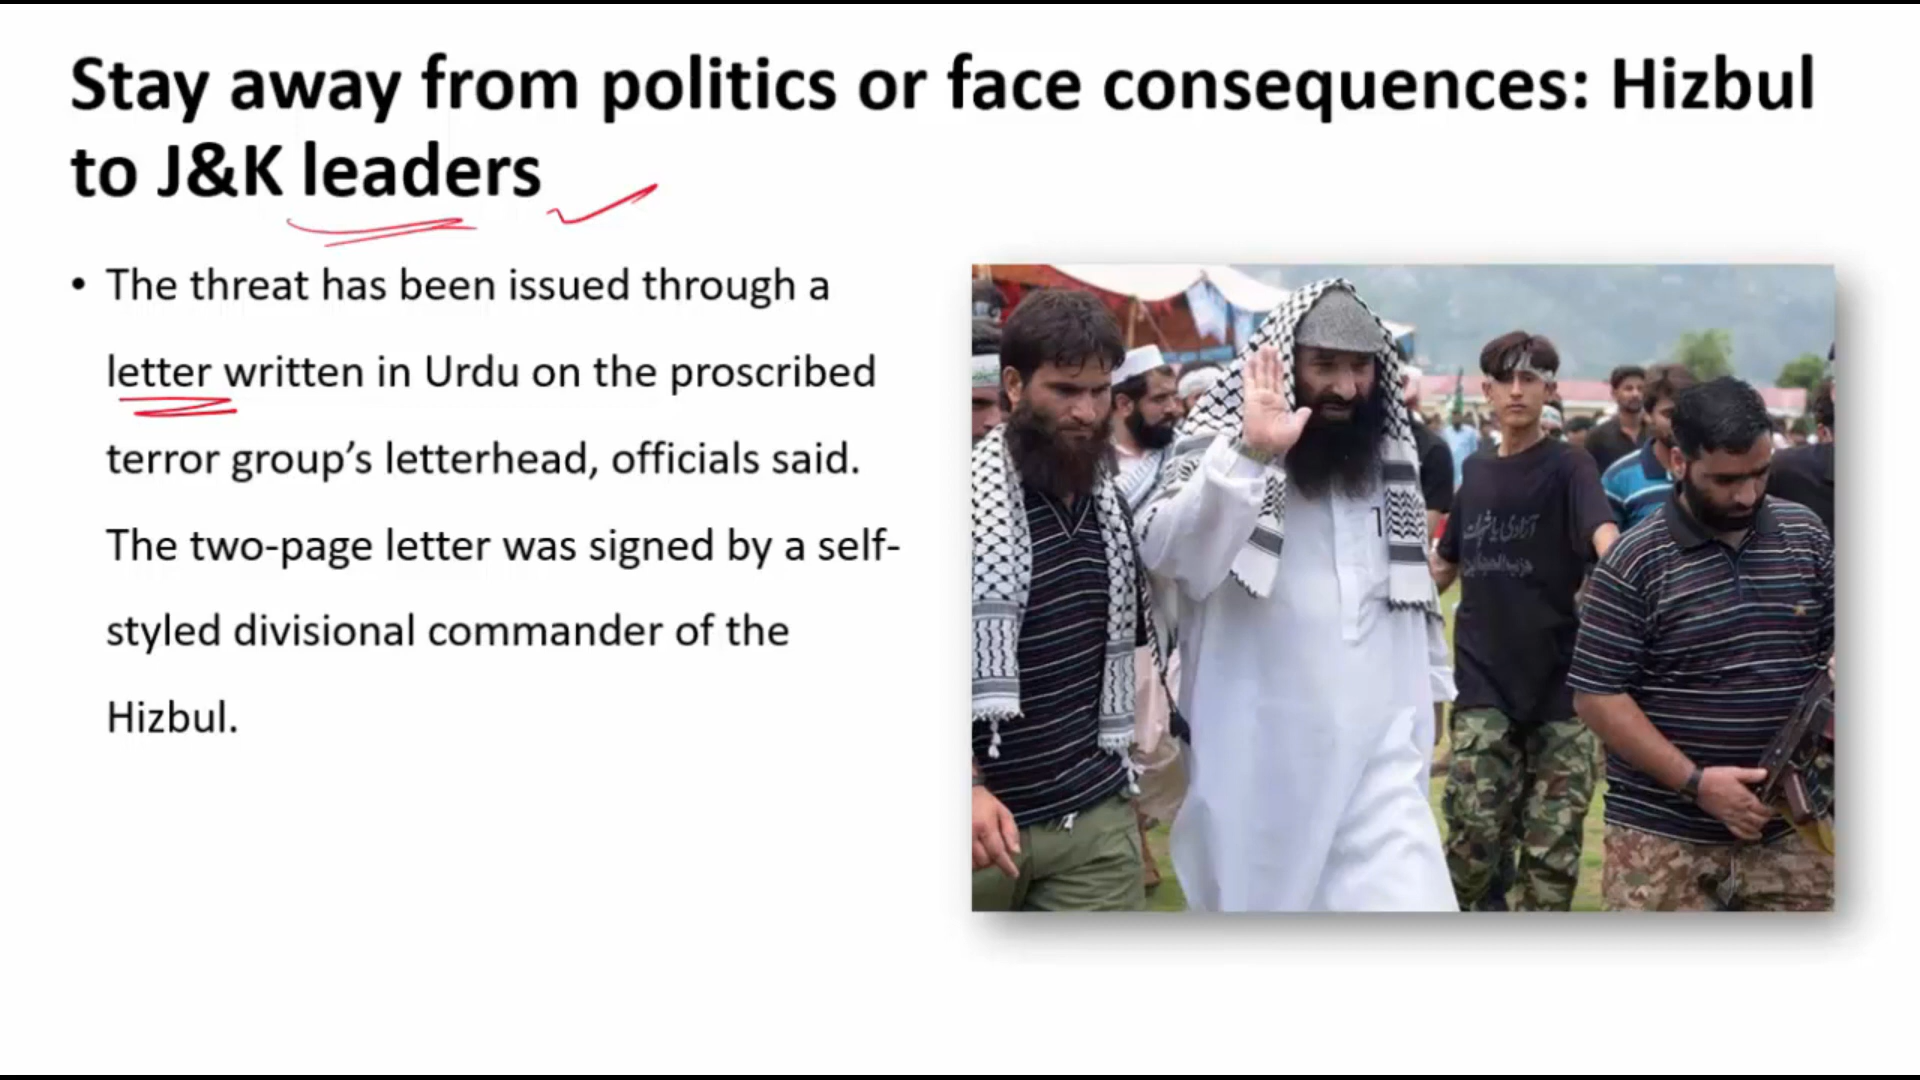 Stay away from politics or face consequences: Hizbul
to J&K leaders
• The threat has been issued through a
letter written in Urdu on the proscribed
terror group’s letterhead, officials said.
The two-page letter was signed by a self-
styled divisional commander of the
Hizbul.
حزب المجاہدین